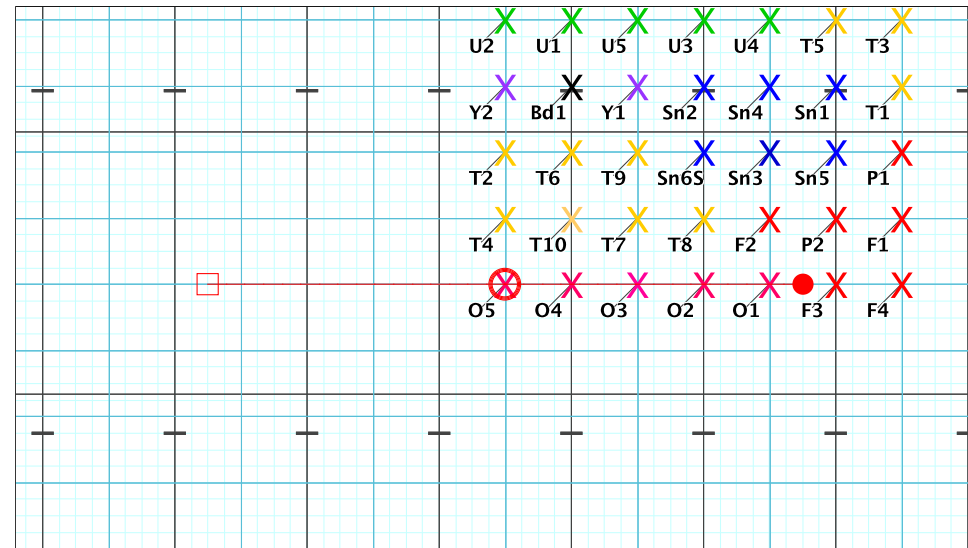 U2 U1 U5 U3 U4 T5 T3
Y2 Bd1 Y1 Sn2 Sn4 Sn1 T1
T2 T6 T9 Sn6S Sn3 Sn5 P1
T4 T10 T7 T8 F2 P2 F1
O5 O4 O3 O2 O1 F3 F4